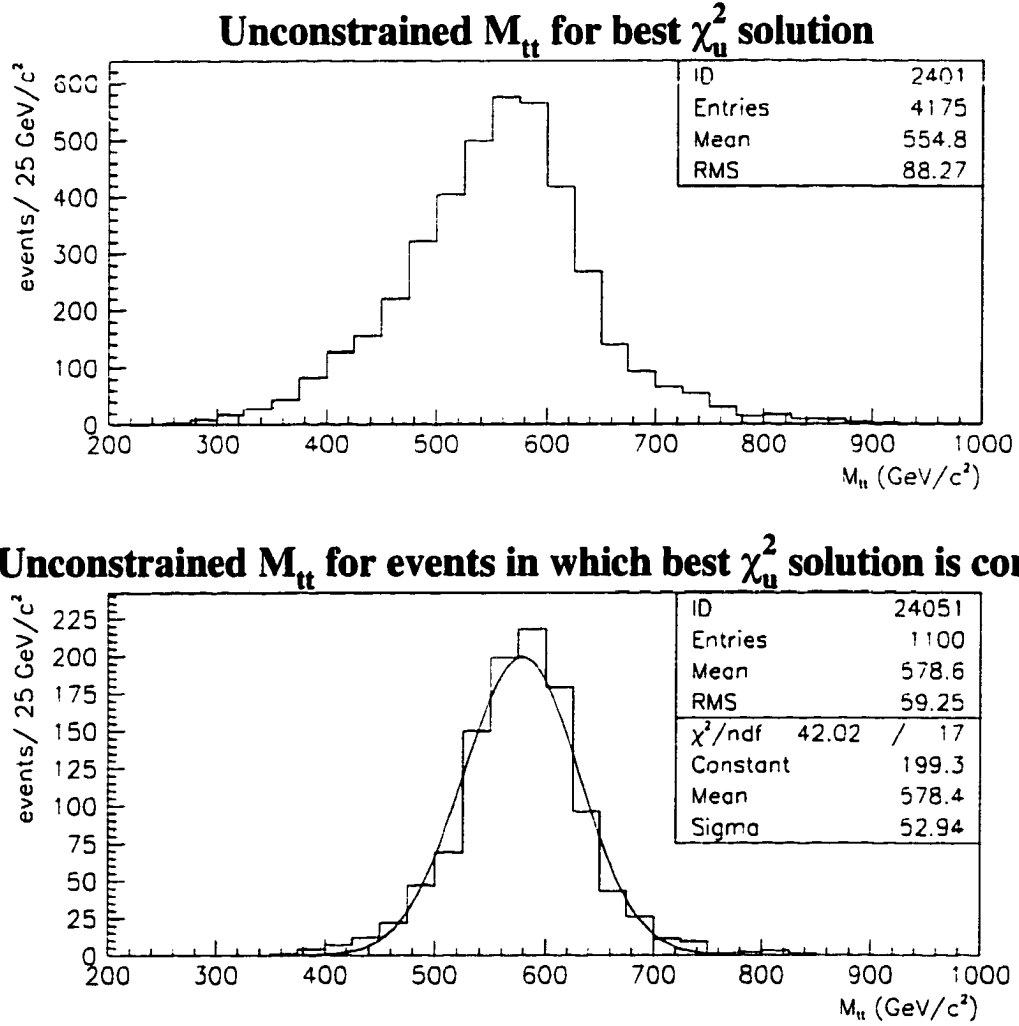 Unconstrained M_tt for best χ_u^2 solution
events/ 25 GeV/c²
600
500
400
300
200
100
0
ID 2401
Entries 4175
Mean 554.8
RMS 88.27
200 300 400 500 600 700 800 900 1000
M_tt (GeV/c²)
Unconstrained M_tt for events in which best χ_u^2 solution is cor
events/ 25 GeV/c²
225
200
175
150
125
100
75
50
25
0
ID 24051
Entries 1100
Mean 578.6
RMS 59.25
χ²/ndf 42.02 / 17
Constant 199.3
Mean 578.4
Sigma 52.94
200 300 400 500 600 700 800 900 1000
M_tt (GeV/c²)